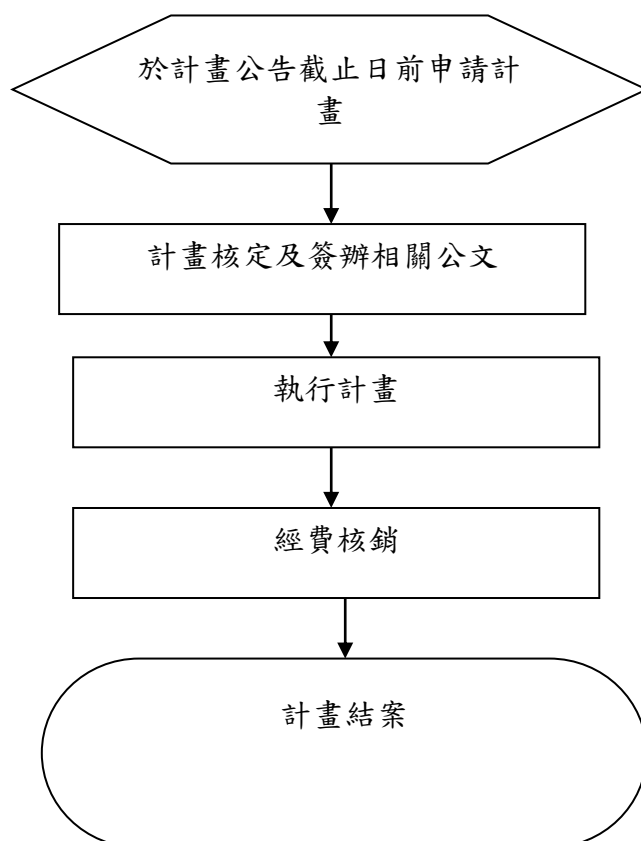 於計畫公告截止日前申請計
畫
計畫核定及簽辦相關公文
執行計畫
經費核銷
計畫結案